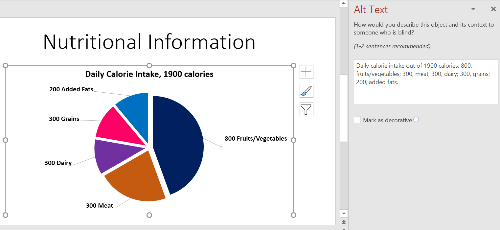 Nutritional Information
Daily Calorie Intake, 1900 calories
200 Added Fats
300 Grains
800 Fruits/Vegetables
300 Dairy
300 Meat
Alt Text
How would you describe this object and its context to
someone who is blind?
(1-2 sentences recommended)
Daily calorie intake out of 1900 calories: 800,
fruits/vegetables; 300, meat; 300, dairy; 300, grains;
200, added fats.
Mark as decorative